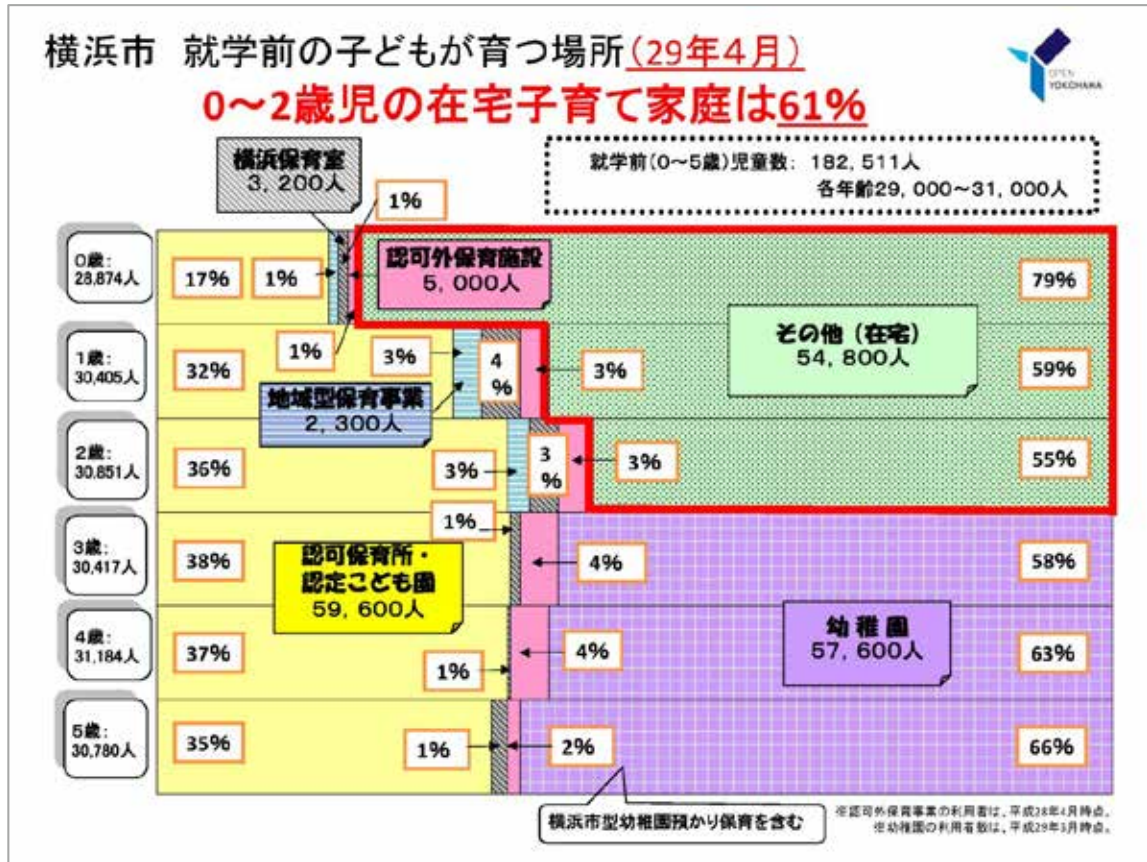 横浜市 就学前の子どもが育つ場所(29年4月)
0～2歳児の在宅子育て家庭は61%
OPEN
YOKOHAMA
就学前(0～5歳)児童数: 182,511人
各年齢29,000～31,000人
横浜保育室
3,200人
1%
0歳:
28,874人
17%
1%
認可外保育施設
5,000人
79%
1%
その他(在宅)
54,800人
1歳:
30,405人
32%
3%
4
%
3%
59%
地域型保育事業
2,300人
2歳:
30,851人
36%
3%
3
%
3%
55%
1%
3歳:
30,417人
38%
認可保育所・
認定こども園
59,600人
4%
58%
幼稚園
57,600人
4歳:
31,184人
37%
1%
4%
63%
5歳:
30,780人
35%
1%
2%
66%
横浜市型幼稚園預かり保育を含む
※認可外保育事業の利用者は、平成28年4月時点。
※幼稚園の利用者数は、平成29年5月時点。